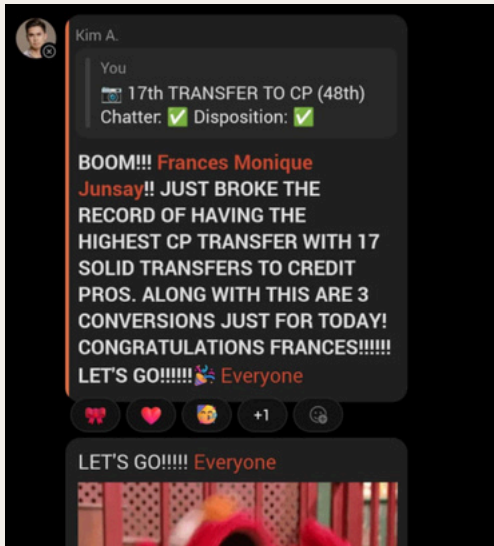 Kim A.
You
📷 17th TRANSFER TO CP (48th)
Chatter: ✅ Disposition: ✅
BOOM!!! Frances Monique
Junsay!! JUST BROKE THE
RECORD OF HAVING THE
HIGHEST CP TRANSFER WITH 17
SOLID TRANSFERS TO CREDIT
PROS. ALONG WITH THIS ARE 3
CONVERSIONS JUST FOR TODAY!
CONGRATULATIONS FRANCES!!!!!!
LET'S GO!!!!!!🎉 Everyone
+1
LET'S GO!!!!! Everyone